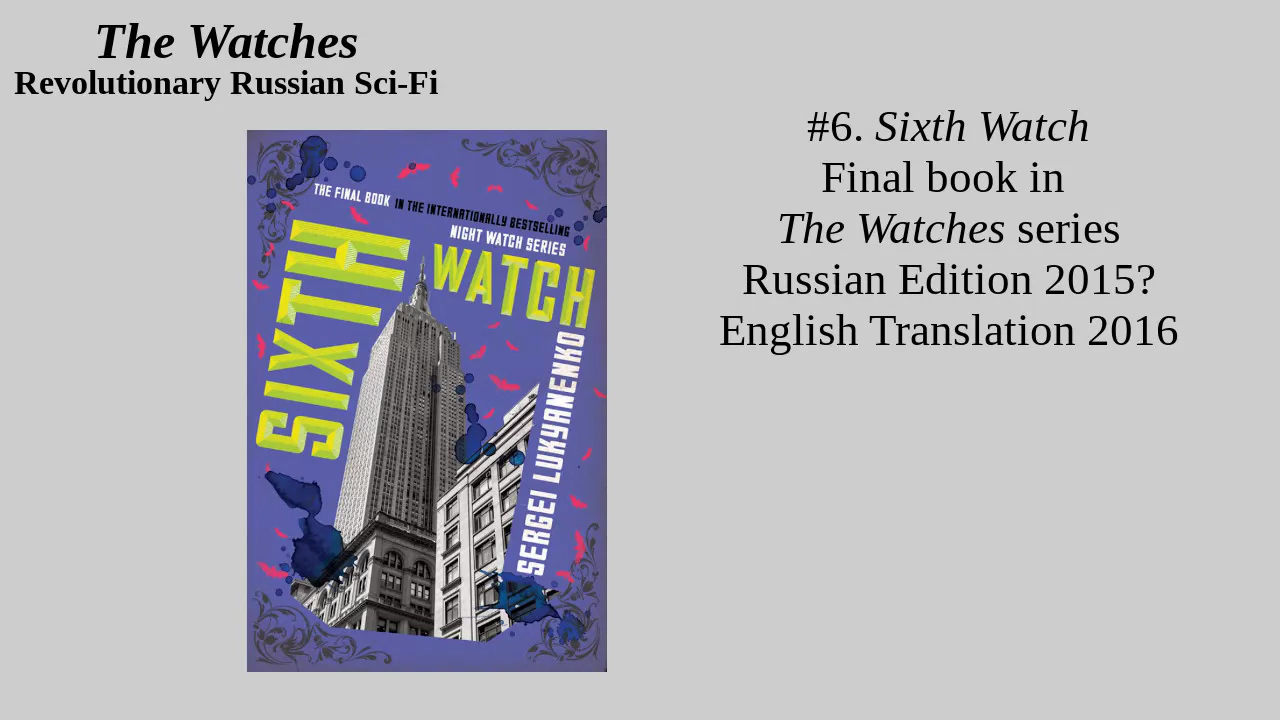 The Watches
Revolutionary Russian Sci-Fi
#6. Sixth Watch
Final book in
The Watches series
Russian Edition 2015?
English Translation 2016
THE FINAL BOOK IN THE INTERNATIONALLY BESTSELLING
NIGHT WATCH SERIES
SIXTH
WATCH
SERGEI LUKYANENKO